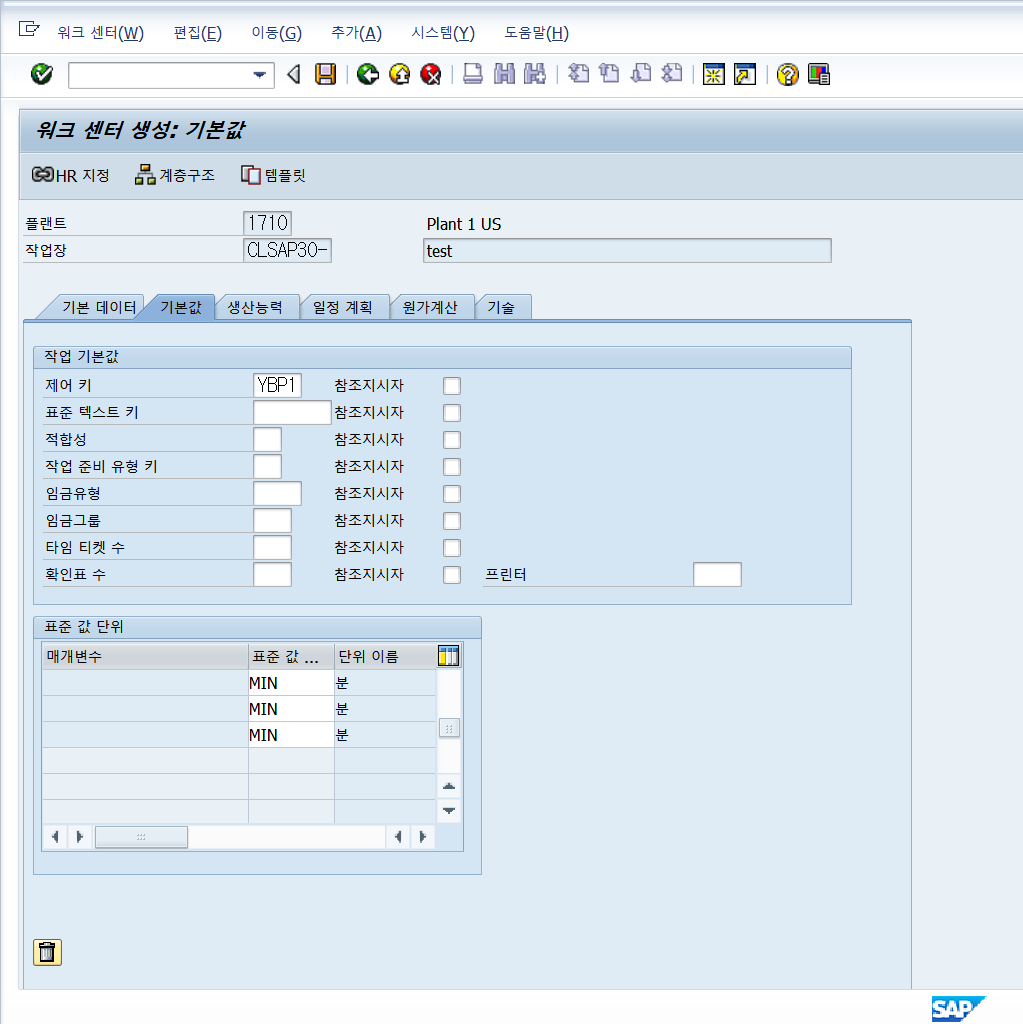 워크 센터(W) 편집(E) 이동(G) 추가(A) 시스템(Y) 도움말(H)
워크 센터 생성: 기본값
HR 지정 계층구조 템플릿
플랜트 1710 Plant 1 US
작업장 CLSAP30- test
기본 데이터 기본값 생산능력 일정 계획 원가계산 기술
작업 기본값
제어 키 YBP1 참조지시자
표준 텍스트 키 참조지시자
적합성 참조지시자
작업 준비 유형 키 참조지시자
임금유형 참조지시자
임금그룹 참조지시자
타임 티켓 수 참조지시자
확인표 수 참조지시자 프린터
표준 값 단위
매개변수 표준 값 ... 단위 이름
MIN 분
MIN 분
MIN 분
SAP